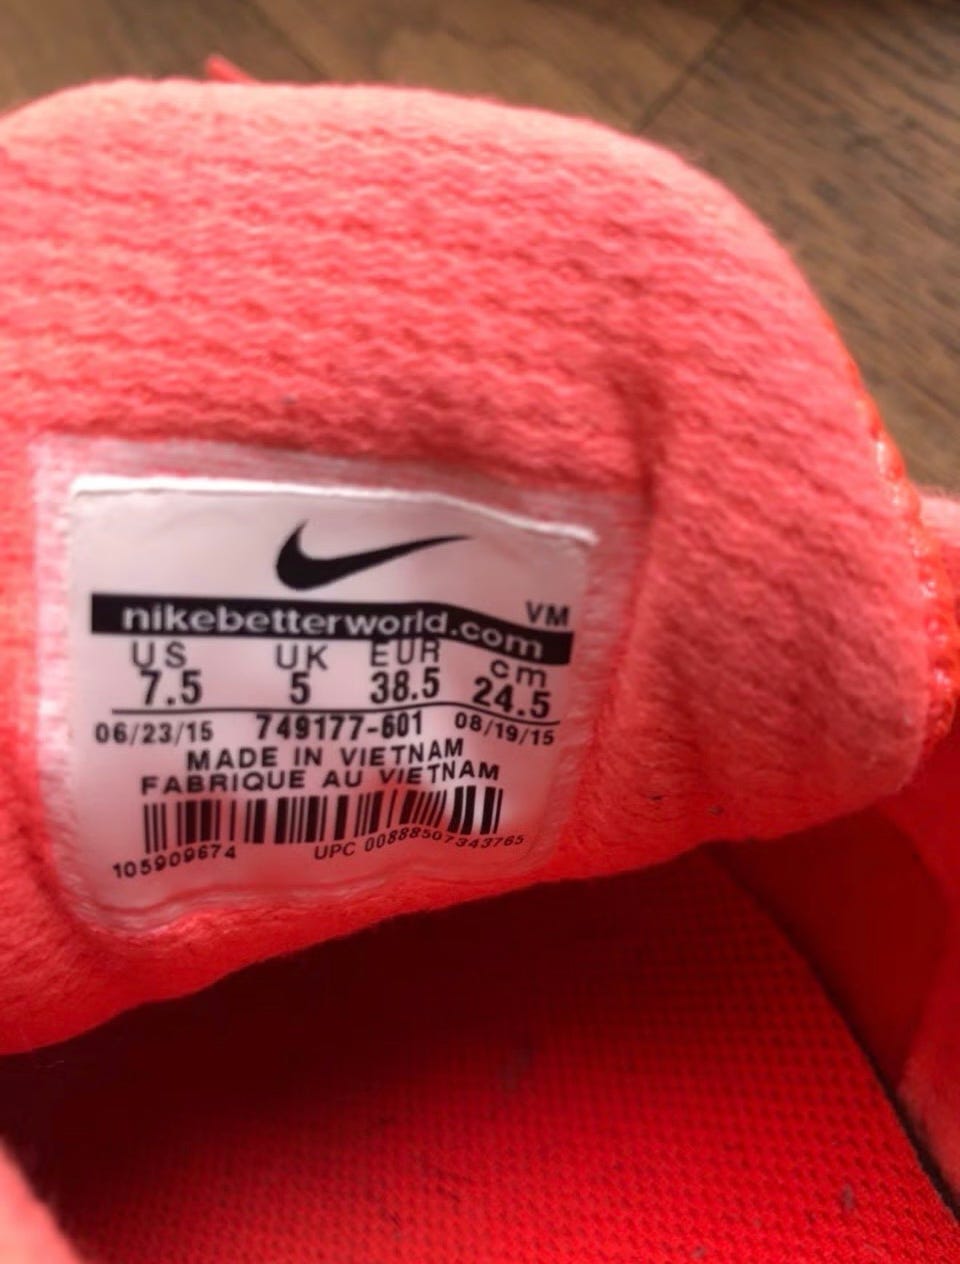 nikebetterworld.com VM
US UK EUR cm
7.5 5 38.5 24.5
06/23/15 749177-601 08/19/15
MADE IN VIETNAM
FABRIQUE AU VIETNAM
105909674 UPC 00888507343765